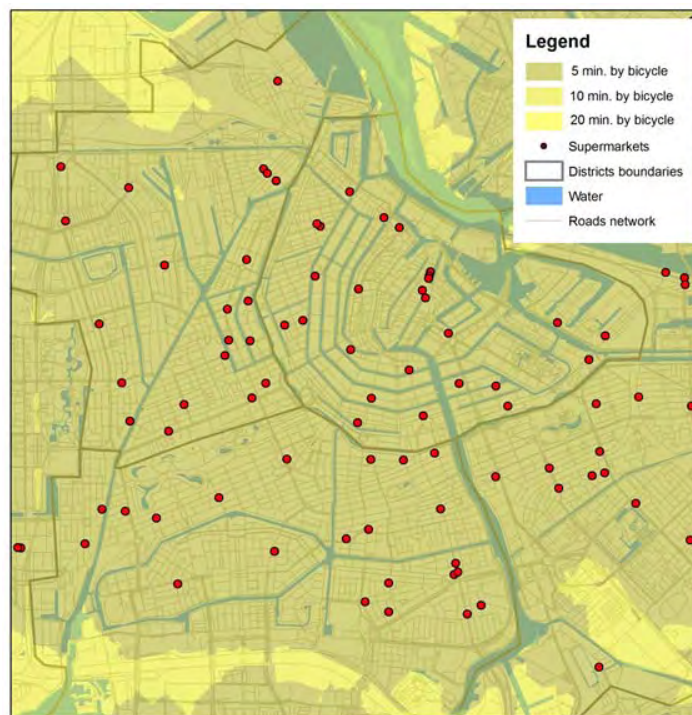 Legend
5 min. by bicycle
10 min. by bicycle
20 min. by bicycle
Supermarkets
Districts boundaries
Water
Roads network